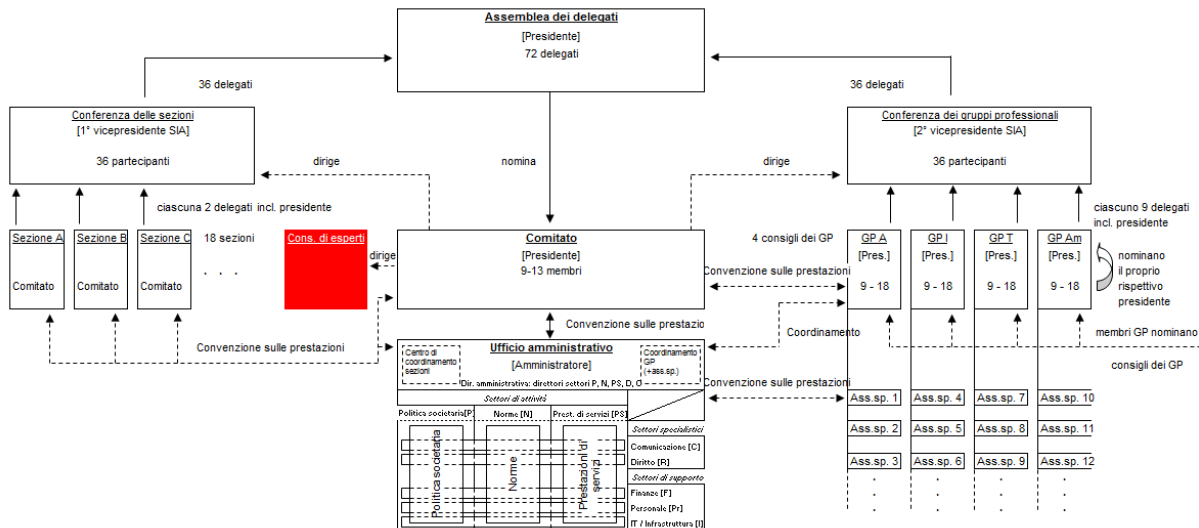 Assemblea dei delegati
[Presidente]
72 delegati
36 delegati
36 delegati
Conferenza delle sezioni
[1° vicepresidente SIA]
36 partecipanti
Conferenza dei gruppi professionali
[2° vicepresidente SIA]
36 partecipanti
dirige
nomina
dirige
ciascuna 2 delegati incl. presidente
ciascuno 9 delegati
incl. presidente
Sezione A
Comitato
Sezione B
Comitato
Sezione C
Comitato
18 sezioni
. . .
Cons. di esperti
dirige
Comitato
[Presidente]
9-13 membri
4 consigli dei GP
GP A
[Pres.]
9 - 18
GP I
[Pres.]
9 - 18
GP T
[Pres.]
9 - 18
GP Am
[Pres.]
9 - 18
nominano
il proprio
rispettivo
presidente
Convenzione sulle prestazioni
Convenzione sulle prestazio
Coordinamento
membri GP nominano
consigli dei GP
Convenzione sulle prestazioni
Ufficio amministrativo
[Amministratore]
Centro di
coordinamento
sezioni
Coordinamento
GP
(+ass.sp.)
Dir. amministrativa: direttori settori P, N, PS, D, C
Convenzione sulle prestazioni
Settori di attività
Politica societaria[P]
Norme [N]
Prest. di servizi [PS]
Politica societaria
Norme
Prestazioni di
servizi
Settori specialistici
Comunicazione [C]
Diritto [R]
Settori di supporto
Finanze [F]
Personale [Pr]
IT / Infrastruttura [I]
Ass.sp. 1
Ass.sp. 4
Ass.sp. 7
Ass.sp. 10
Ass.sp. 2
Ass.sp. 5
Ass.sp. 8
Ass.sp. 11
Ass.sp. 3
Ass.sp. 6
Ass.sp. 9
Ass.sp. 12